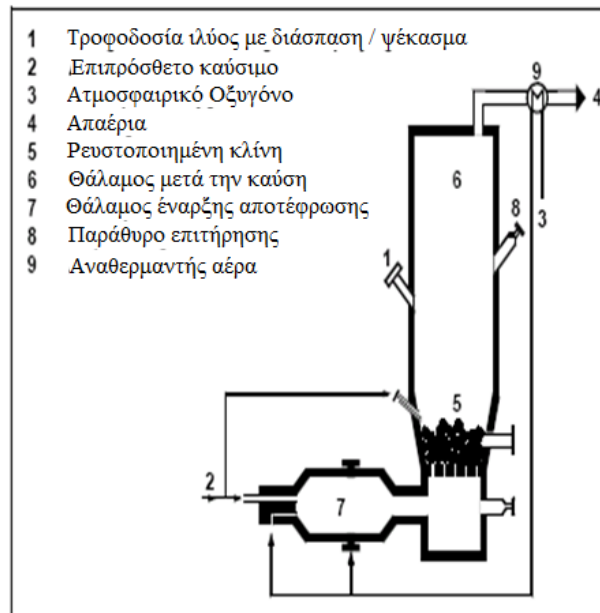 1 Τροφοδοσία ιλύος με διάσπαση / ψέκασμα
2 Επιπρόσθετο καύσιμο
3 Ατμοσφαιρικό Οξυγόνο
4 Απαέρια
5 Ρευστοποιημένη κλίνη
6 Θάλαμος μετά την καύση
7 Θάλαμος έναρξης αποτέφρωσης
8 Παράθυρο επιτήρησης
9 Αναθερμαντής αέρα
9
4
6
8
3
1
5
2
7